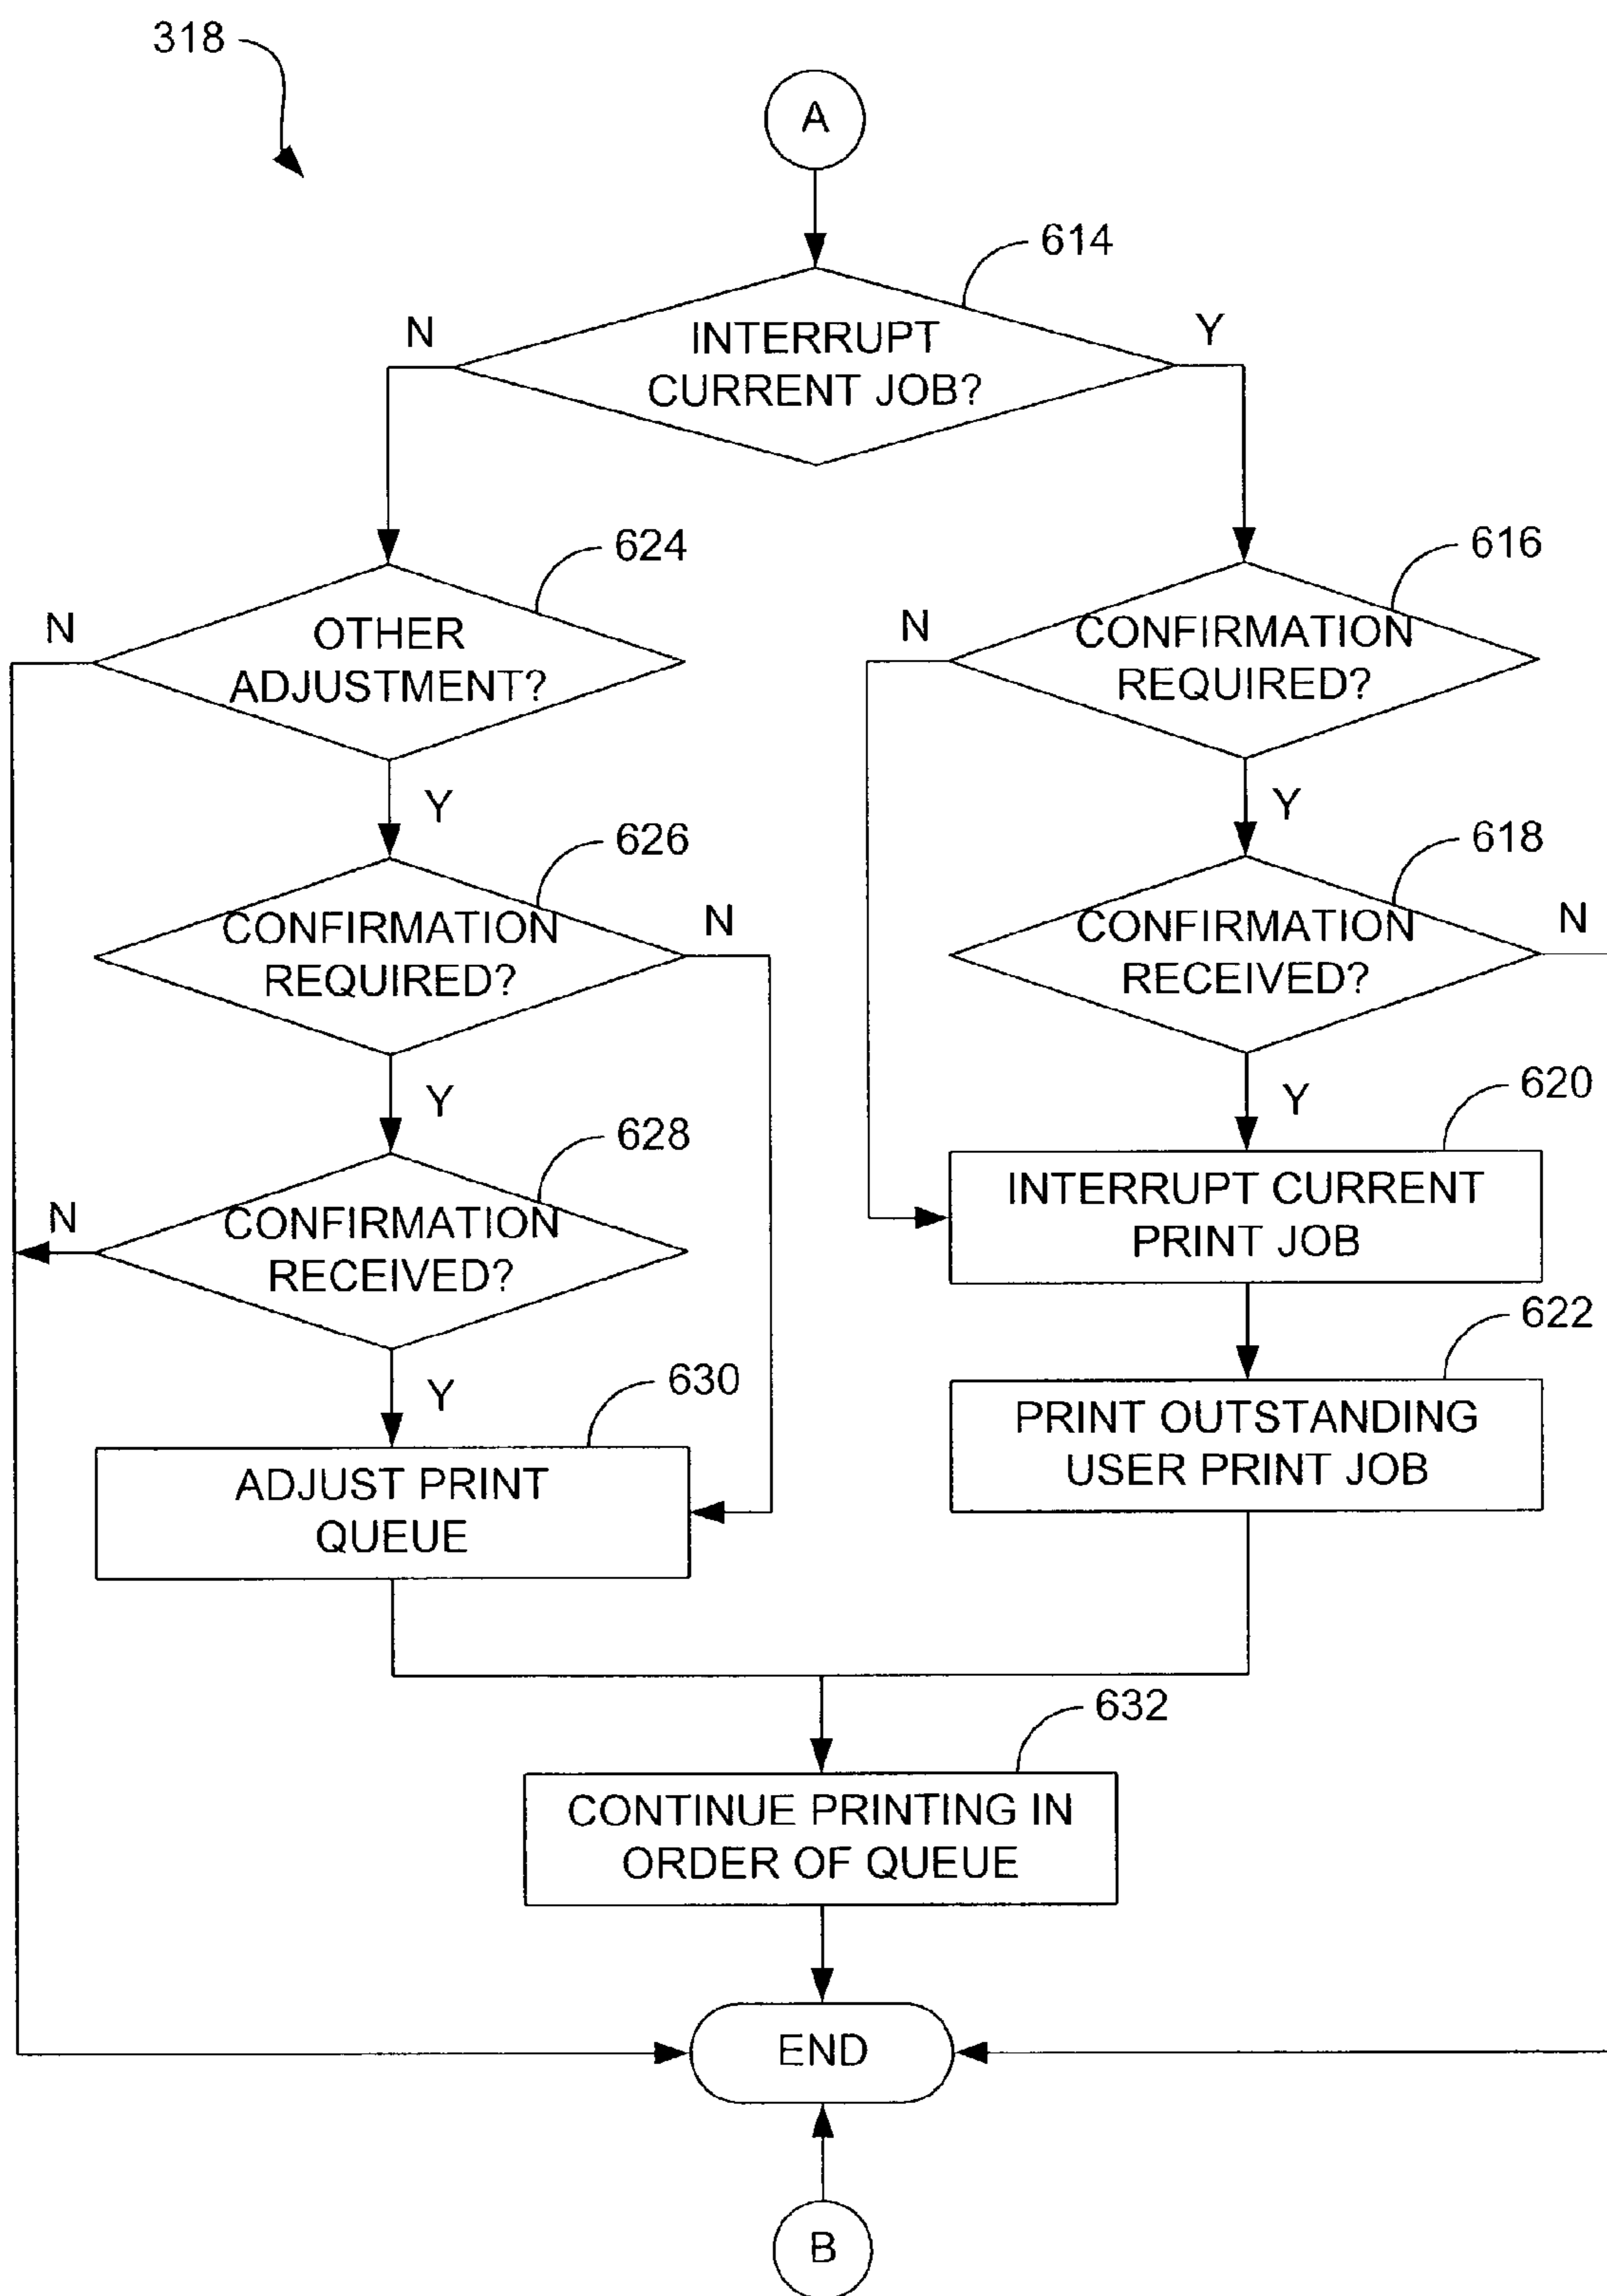 318
A
614
N
Y
INTERRUPT
CURRENT JOB?
624
616
N
OTHER
ADJUSTMENT?
N
CONFIRMATION
REQUIRED?
Y
Y
626
618
CONFIRMATION
REQUIRED?
N
CONFIRMATION
RECEIVED?
N
Y
Y
628
620
N
CONFIRMATION
RECEIVED?
INTERRUPT CURRENT
PRINT JOB
Y
630
622
ADJUST PRINT
QUEUE
PRINT OUTSTANDING
USER PRINT JOB
632
CONTINUE PRINTING IN
ORDER OF QUEUE
END
B